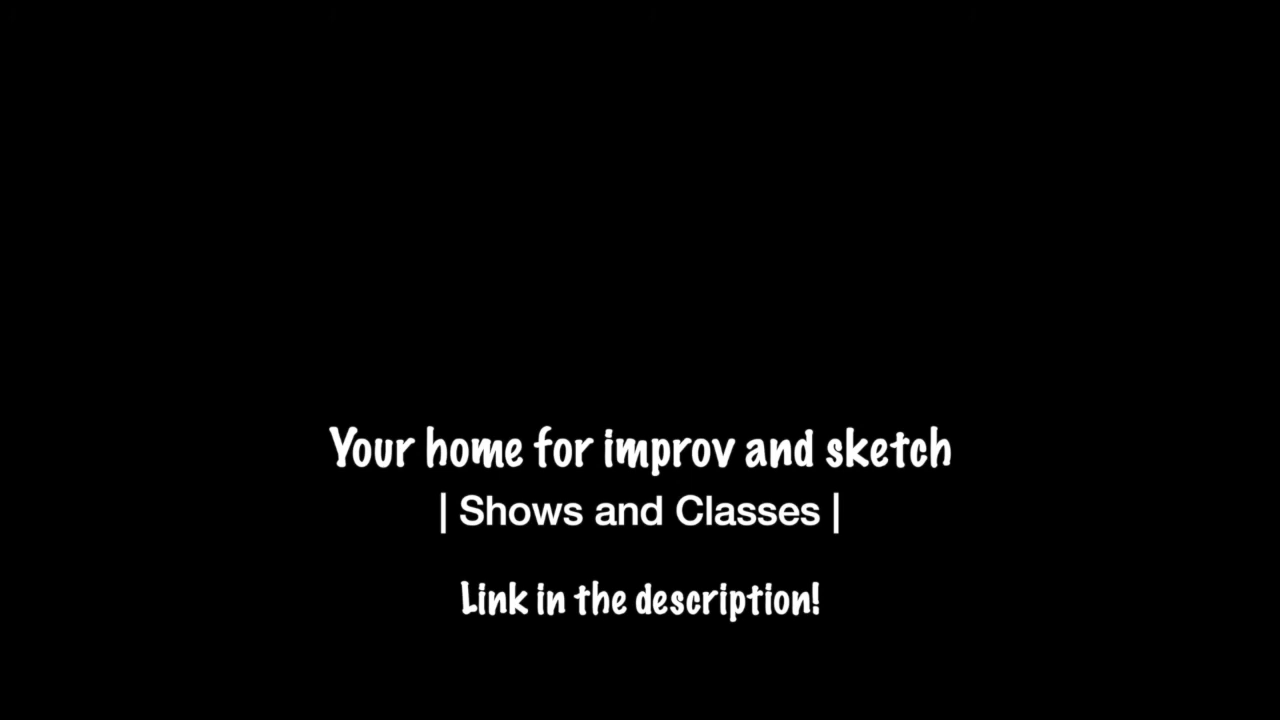 Your home for improv and sketch
| Shows and Classes |
Link in the description!